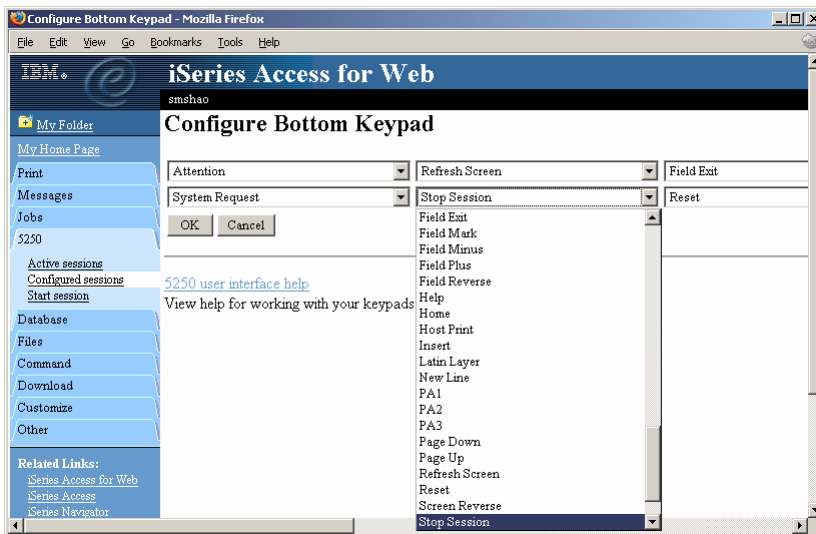 Configure Bottom Keypad - Mozilla Firefox
File Edit View Go Bookmarks Tools Help
IBM®
iSeries Access for Web
smshao
My Folder
My Home Page
Print
Messages
Jobs
5250
Active sessions
Configured sessions
Start session
Database
Files
Command
Download
Customize
Other
Related Links:
iSeries Access for Web
iSeries Access
iSeries Navigator
Configure Bottom Keypad
Attention Refresh Screen Field Exit
System Request Stop Session Reset
OK Cancel
5250 user interface help
View help for working with your keypads
Field Exit
Field Mark
Field Minus
Field Plus
Field Reverse
Help
Home
Host Print
Insert
Latin Layer
New Line
PA1
PA2
PA3
Page Down
Page Up
Refresh Screen
Reset
Screen Reverse
Stop Session